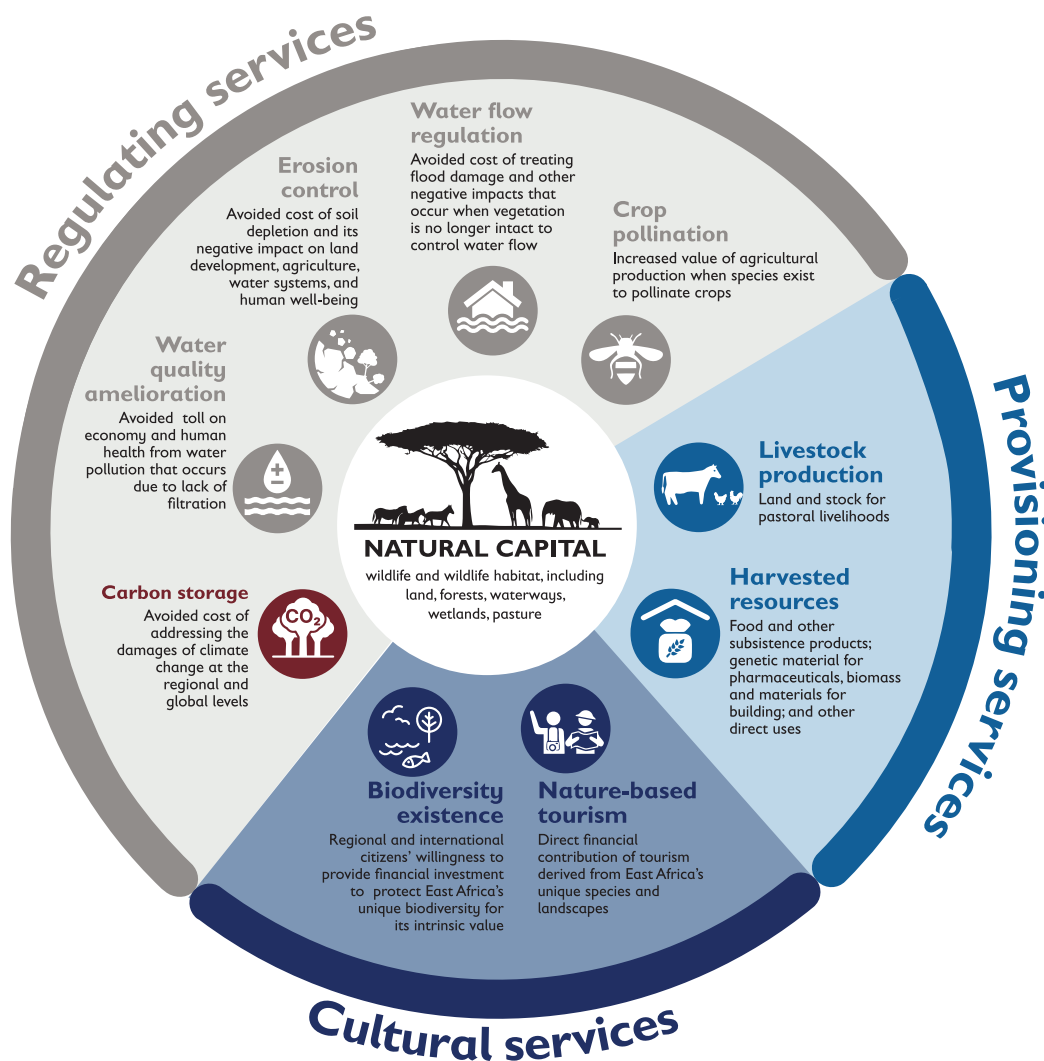 Regulating services
Water flow
regulation
Avoided cost of treating
flood damage and other
negative impacts that
occur when vegetation
is no longer intact to
control water flow
Erosion
control
Avoided cost of soil
depletion and its
negative impact on land
development, agriculture,
water systems, and
human well-being
Crop
pollination
Increased value of agricultural
production when species exist
to pollinate crops
Water
quality
amelioration
Avoided toll on
economy and human
health from water
pollution that occurs
due to lack of
filtration
Carbon storage
Avoided cost of
addressing the
damages of climate
change at the
regional and
global levels
CO₂
NATURAL CAPITAL
wildlife and wildlife habitat, including
land, forests, waterways,
wetlands, pasture
Provisioning services
Livestock
production
Land and stock for
pastoral livelihoods
Harvested
resources
Food and other
subsistence products;
genetic material for
pharmaceuticals, biomass
and materials for
building; and other
direct uses
Biodiversity
existence
Regional and international
citizens’ willingness to
provide financial investment
to protect East Africa’s
unique biodiversity for
its intrinsic value
Nature-based
tourism
Direct financial
contribution of tourism
derived from East Africa’s
unique species and
landscapes
Cultural services